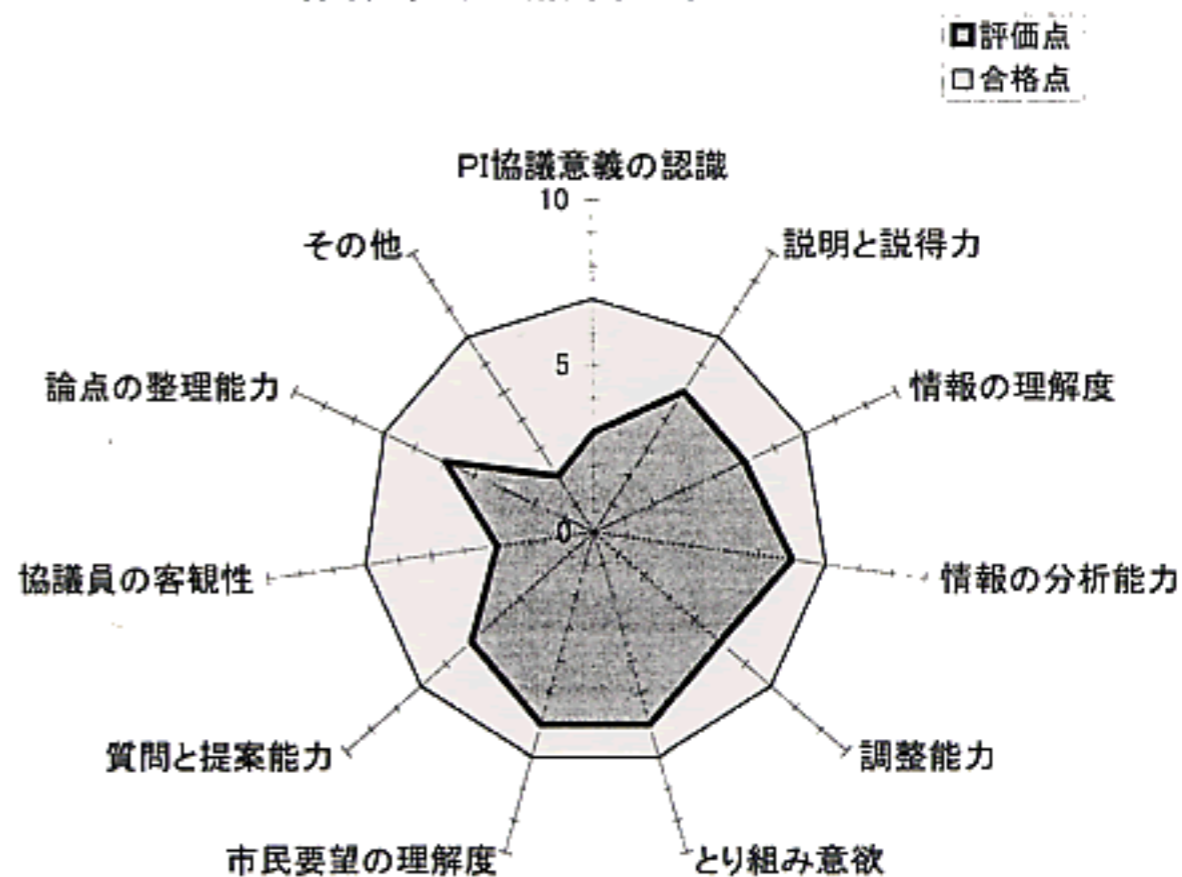 評価点
合格点
PI協議意義の認識
10
その他
説明と説得力
5
論点の整理能力
情報の理解度
0
協議員の客観性
情報の分析能力
質問と提案能力
調整能力
市民要望の理解度
とり組み意欲